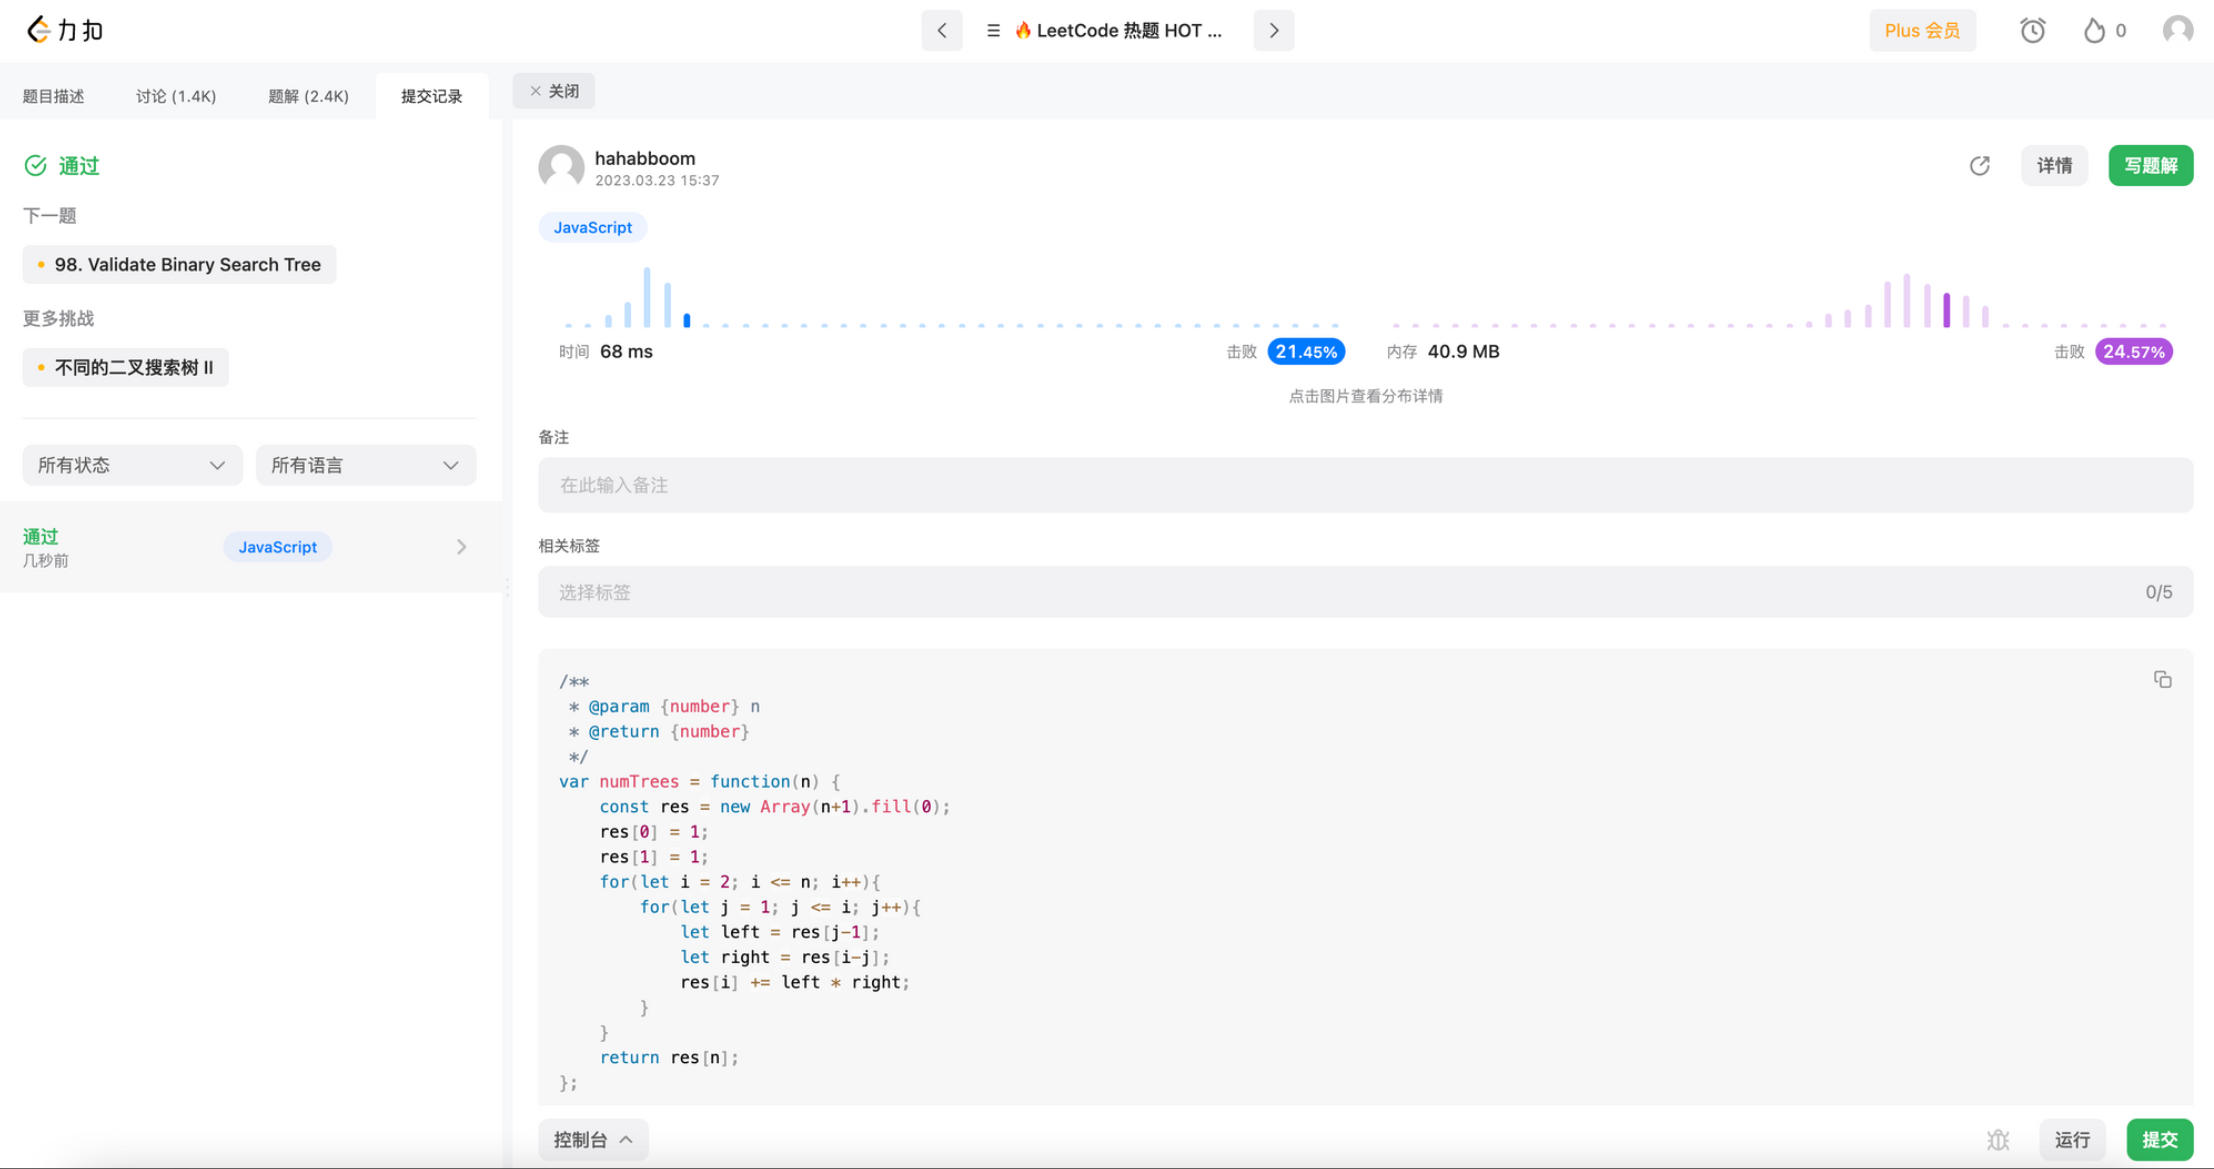 力扣
🔥 LeetCode 热题 HOT ...
Plus 会员
0
题目描述
讨论 (1.4K)
题解 (2.4K)
提交记录
× 关闭
通过
下一题
98. Validate Binary Search Tree
更多挑战
不同的二叉搜索树 II
所有状态
所有语言
通过
几秒前
JavaScript
hahabboom
2023.03.23 15:37
详情
写题解
JavaScript
时间 68 ms
击败 21.45%
内存 40.9 MB
击败 24.57%
点击图片查看分布详情
备注
在此输入备注
相关标签
选择标签
0/5
/**
 * @param {number} n
 * @return {number}
 */
var numTrees = function(n) {
    const res = new Array(n+1).fill(0);
    res[0] = 1;
    res[1] = 1;
    for(let i = 2; i <= n; i++){
        for(let j = 1; j <= i; j++){
            let left = res[j-1];
            let right = res[i-j];
            res[i] += left * right;
        }
    }
    return res[n];
};
控制台
运行
提交